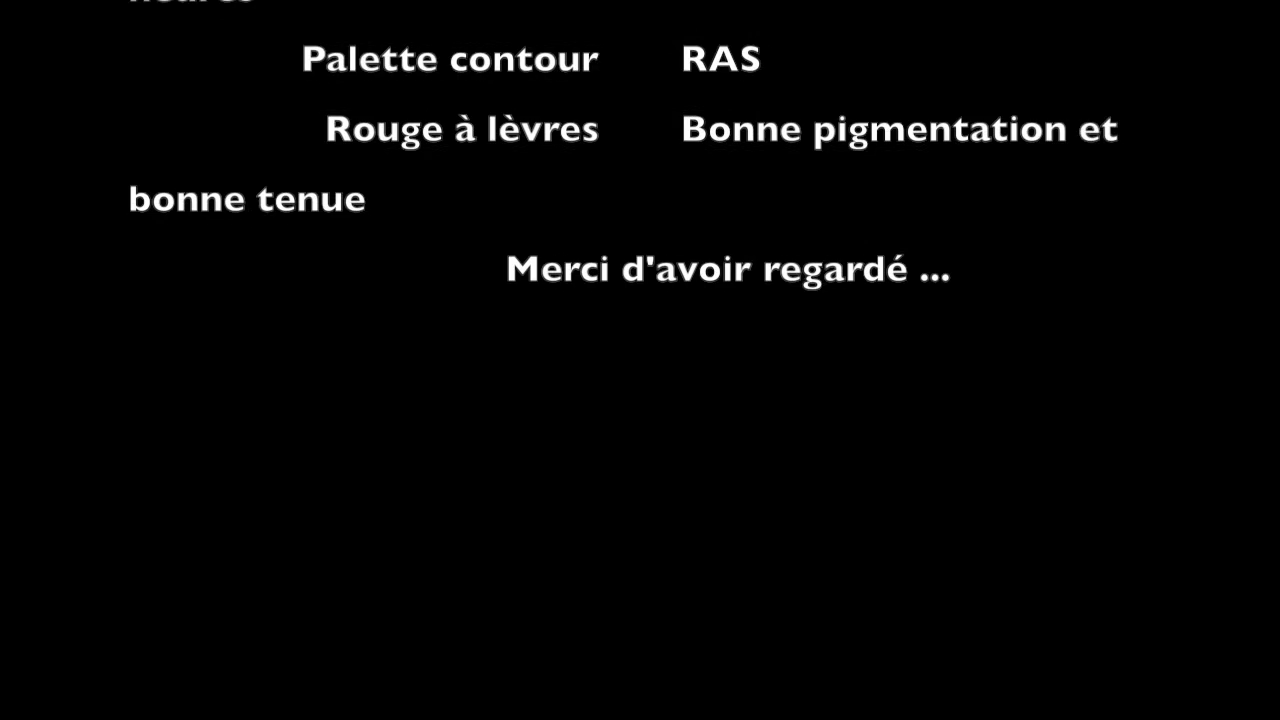 Palette contour RAS
Rouge à lèvres Bonne pigmentation et
bonne tenue
Merci d'avoir regardé ...